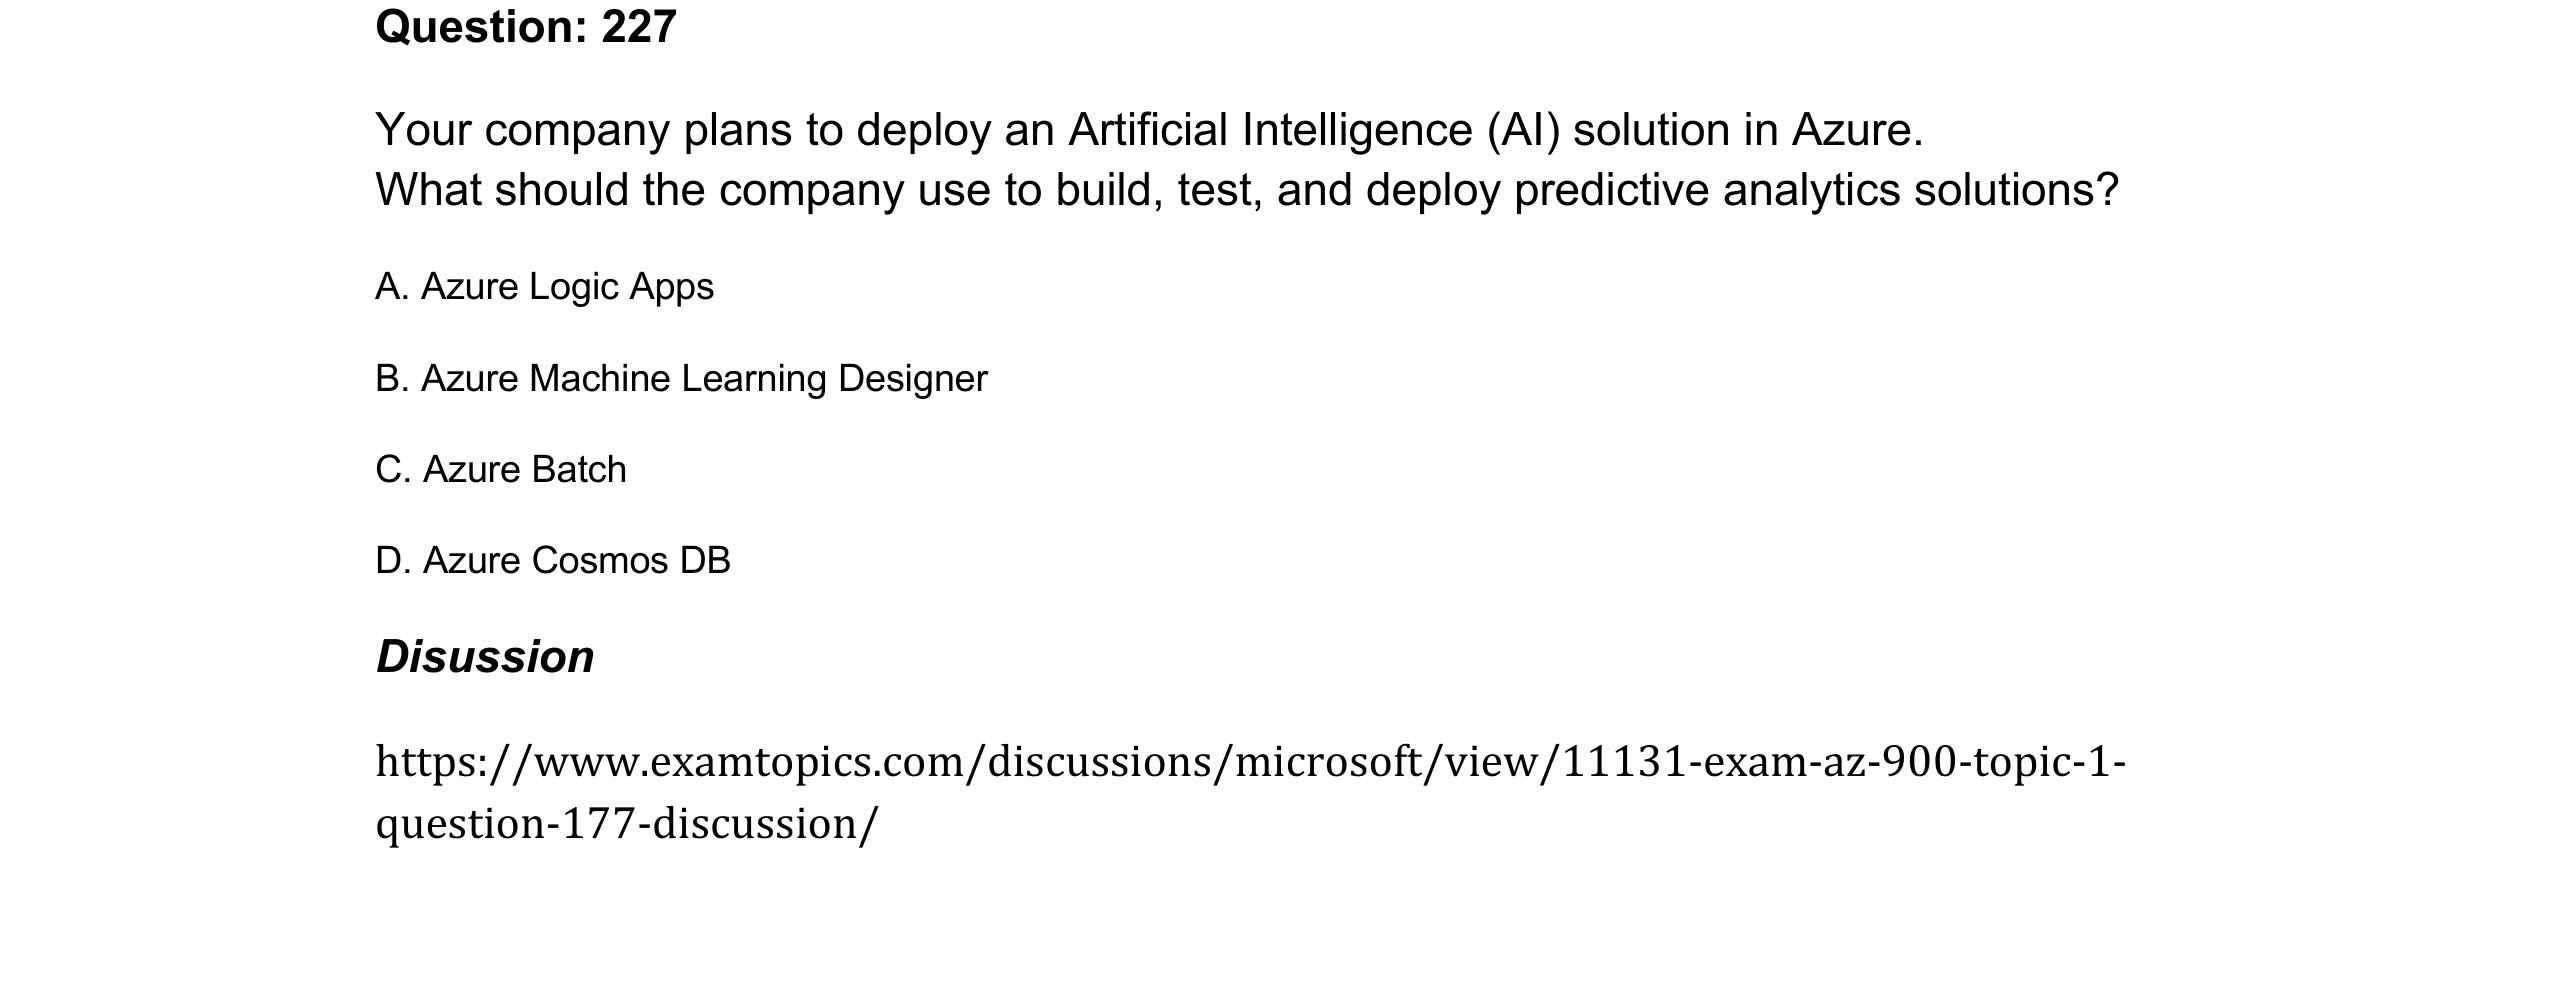 Question: 227
Your company plans to deploy an Artificial Intelligence (AI) solution in Azure.
What should the company use to build, test, and deploy predictive analytics solutions?
A. Azure Logic Apps
B. Azure Machine Learning Designer
C. Azure Batch
D. Azure Cosmos DB
Disussion
https://www.examtopics.com/discussions/microsoft/view/11131-exam-az-900-topic-1-
question-177-discussion/